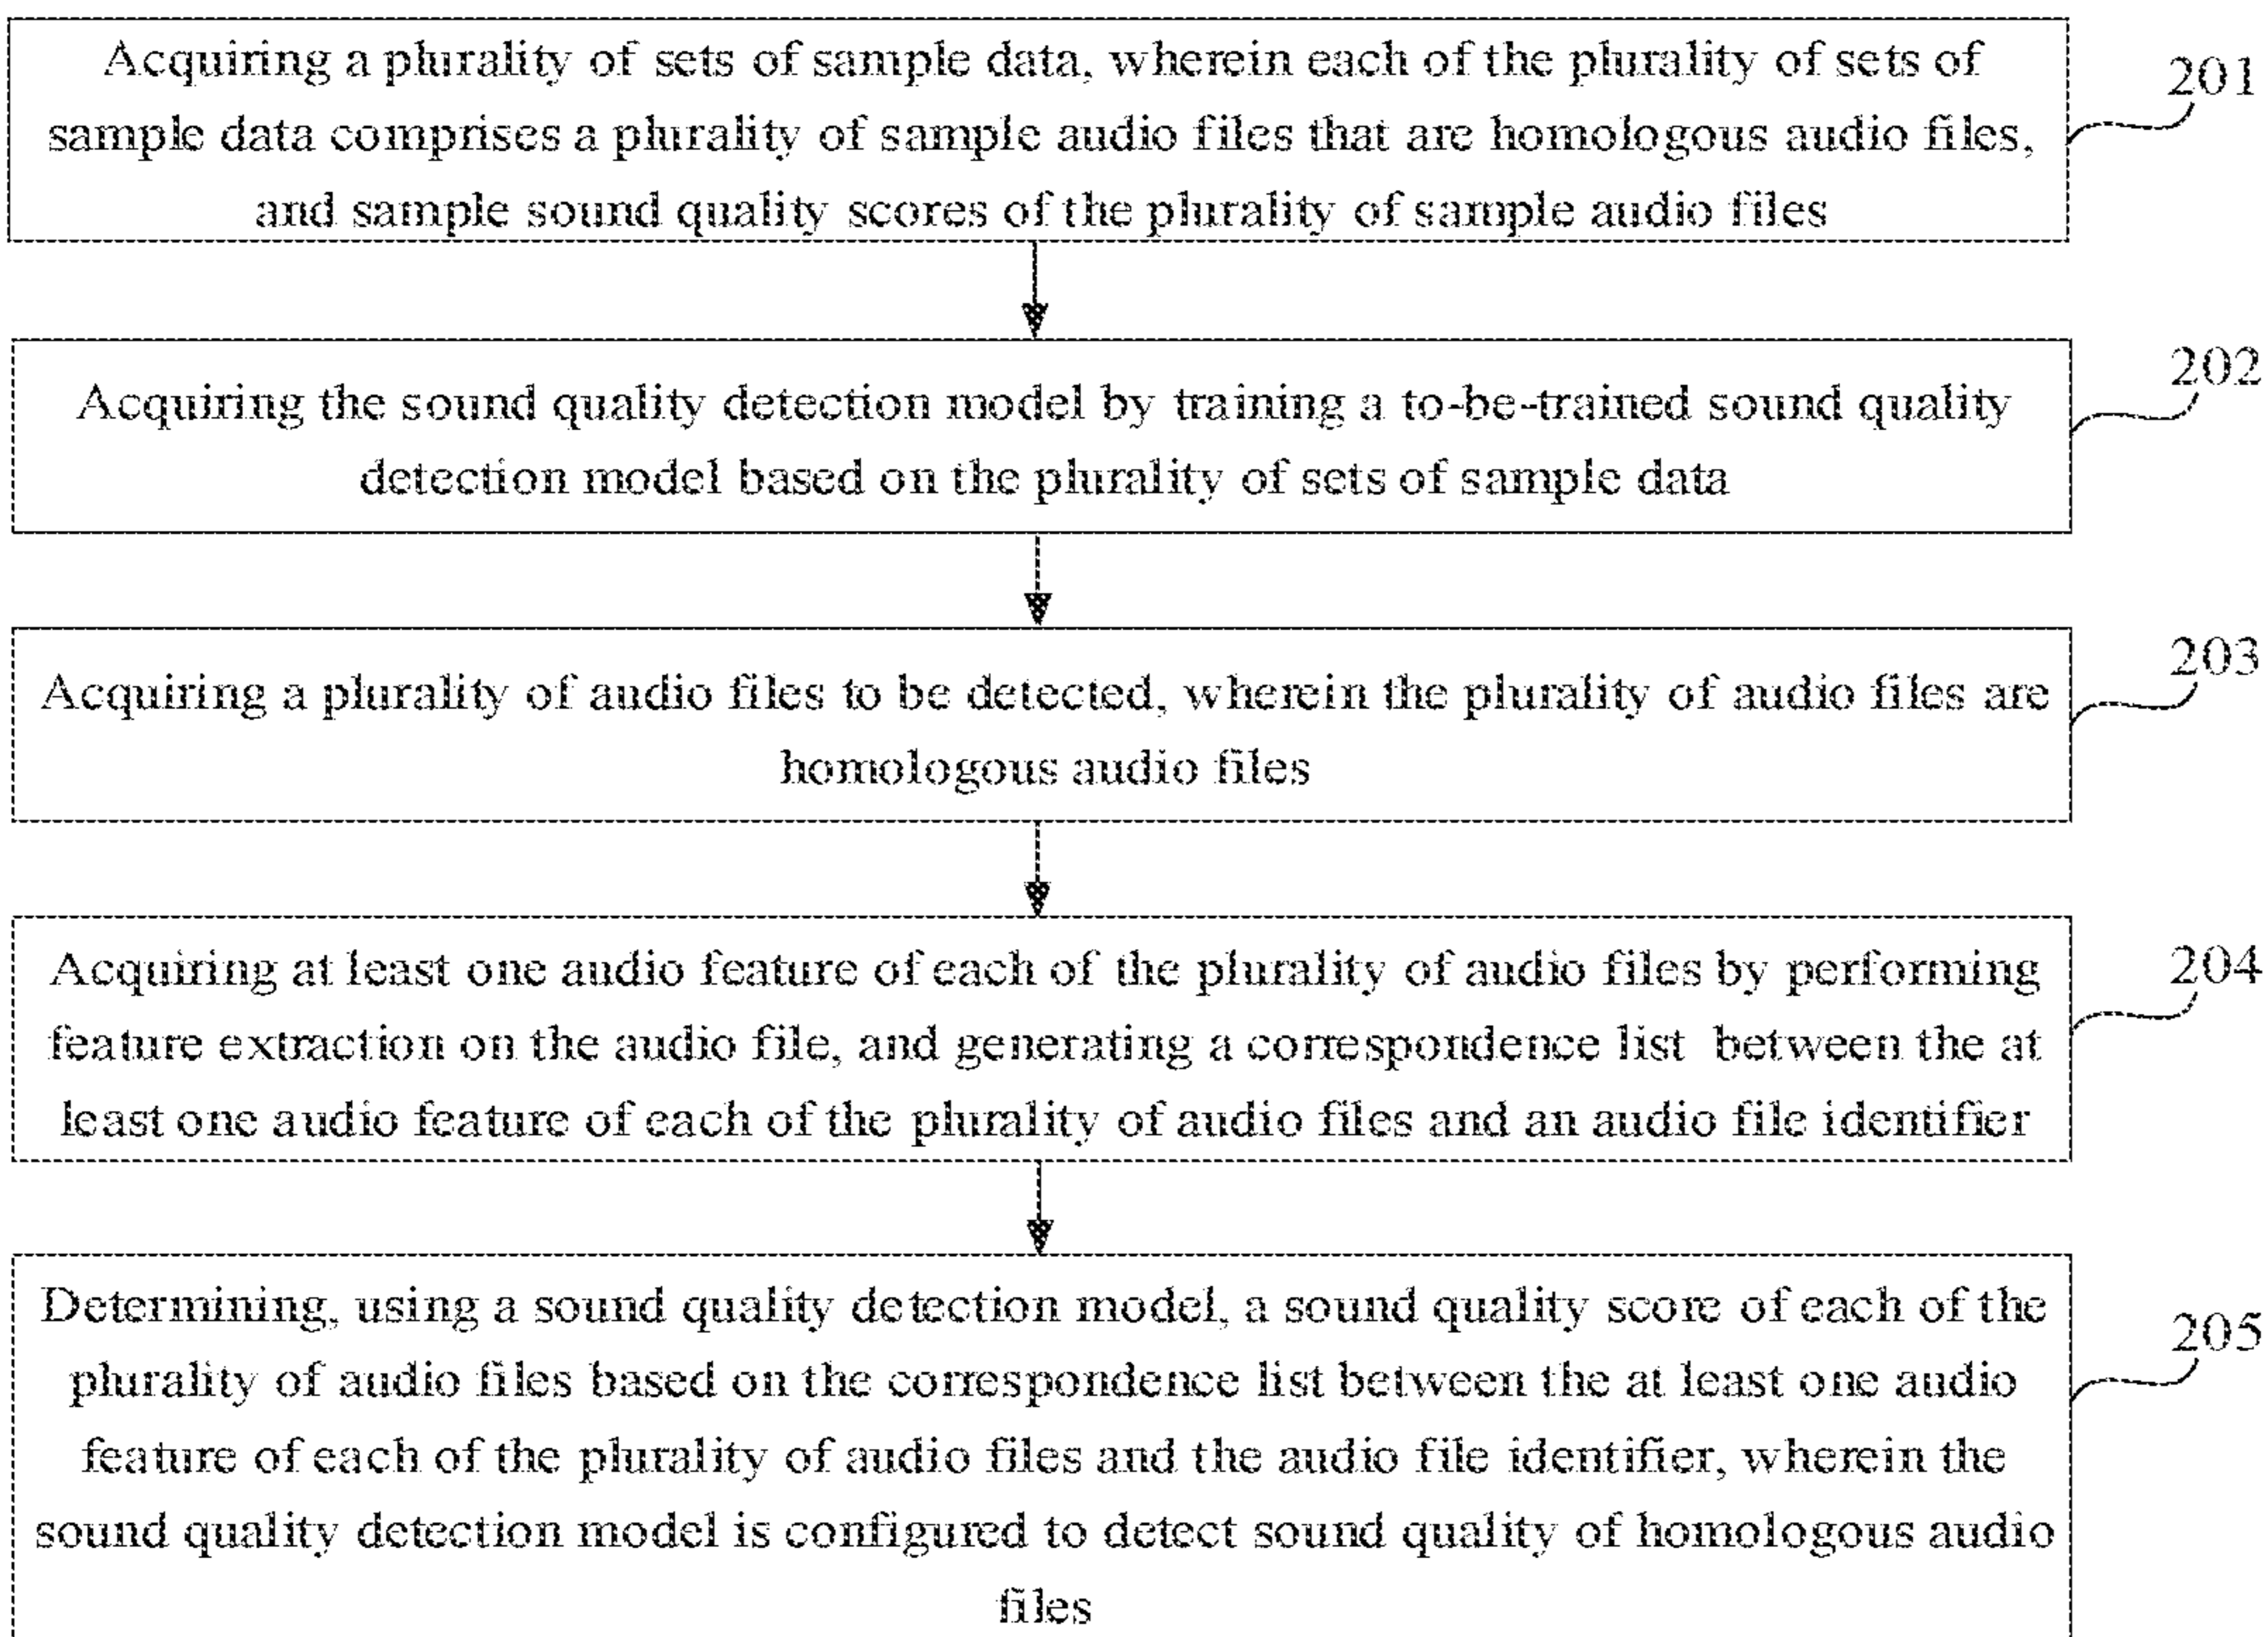 Acquiring a plurality of sets of sample data, wherein each of the plurality of sets of
sample data comprises a plurality of sample audio files that are homologous audio files,
and sample sound quality scores of the plurality of sample audio files
201
Acquiring the sound quality detection model by training a to-be-trained sound quality
detection model based on the plurality of sets of sample data
202
Acquiring a plurality of audio files to be detected, wherein the plurality of audio files are
homologous audio files
203
Acquiring at least one audio feature of each of the plurality of audio files by performing
feature extraction on the audio file, and generating a correspondence list between the at
least one audio feature of each of the plurality of audio files and an audio file identifier
204
Determining, using a sound quality detection model, a sound quality score of each of the
plurality of audio files based on the correspondence list between the at least one audio
feature of each of the plurality of audio files and the audio file identifier, wherein the
sound quality detection model is configured to detect sound quality of homologous audio
files
205